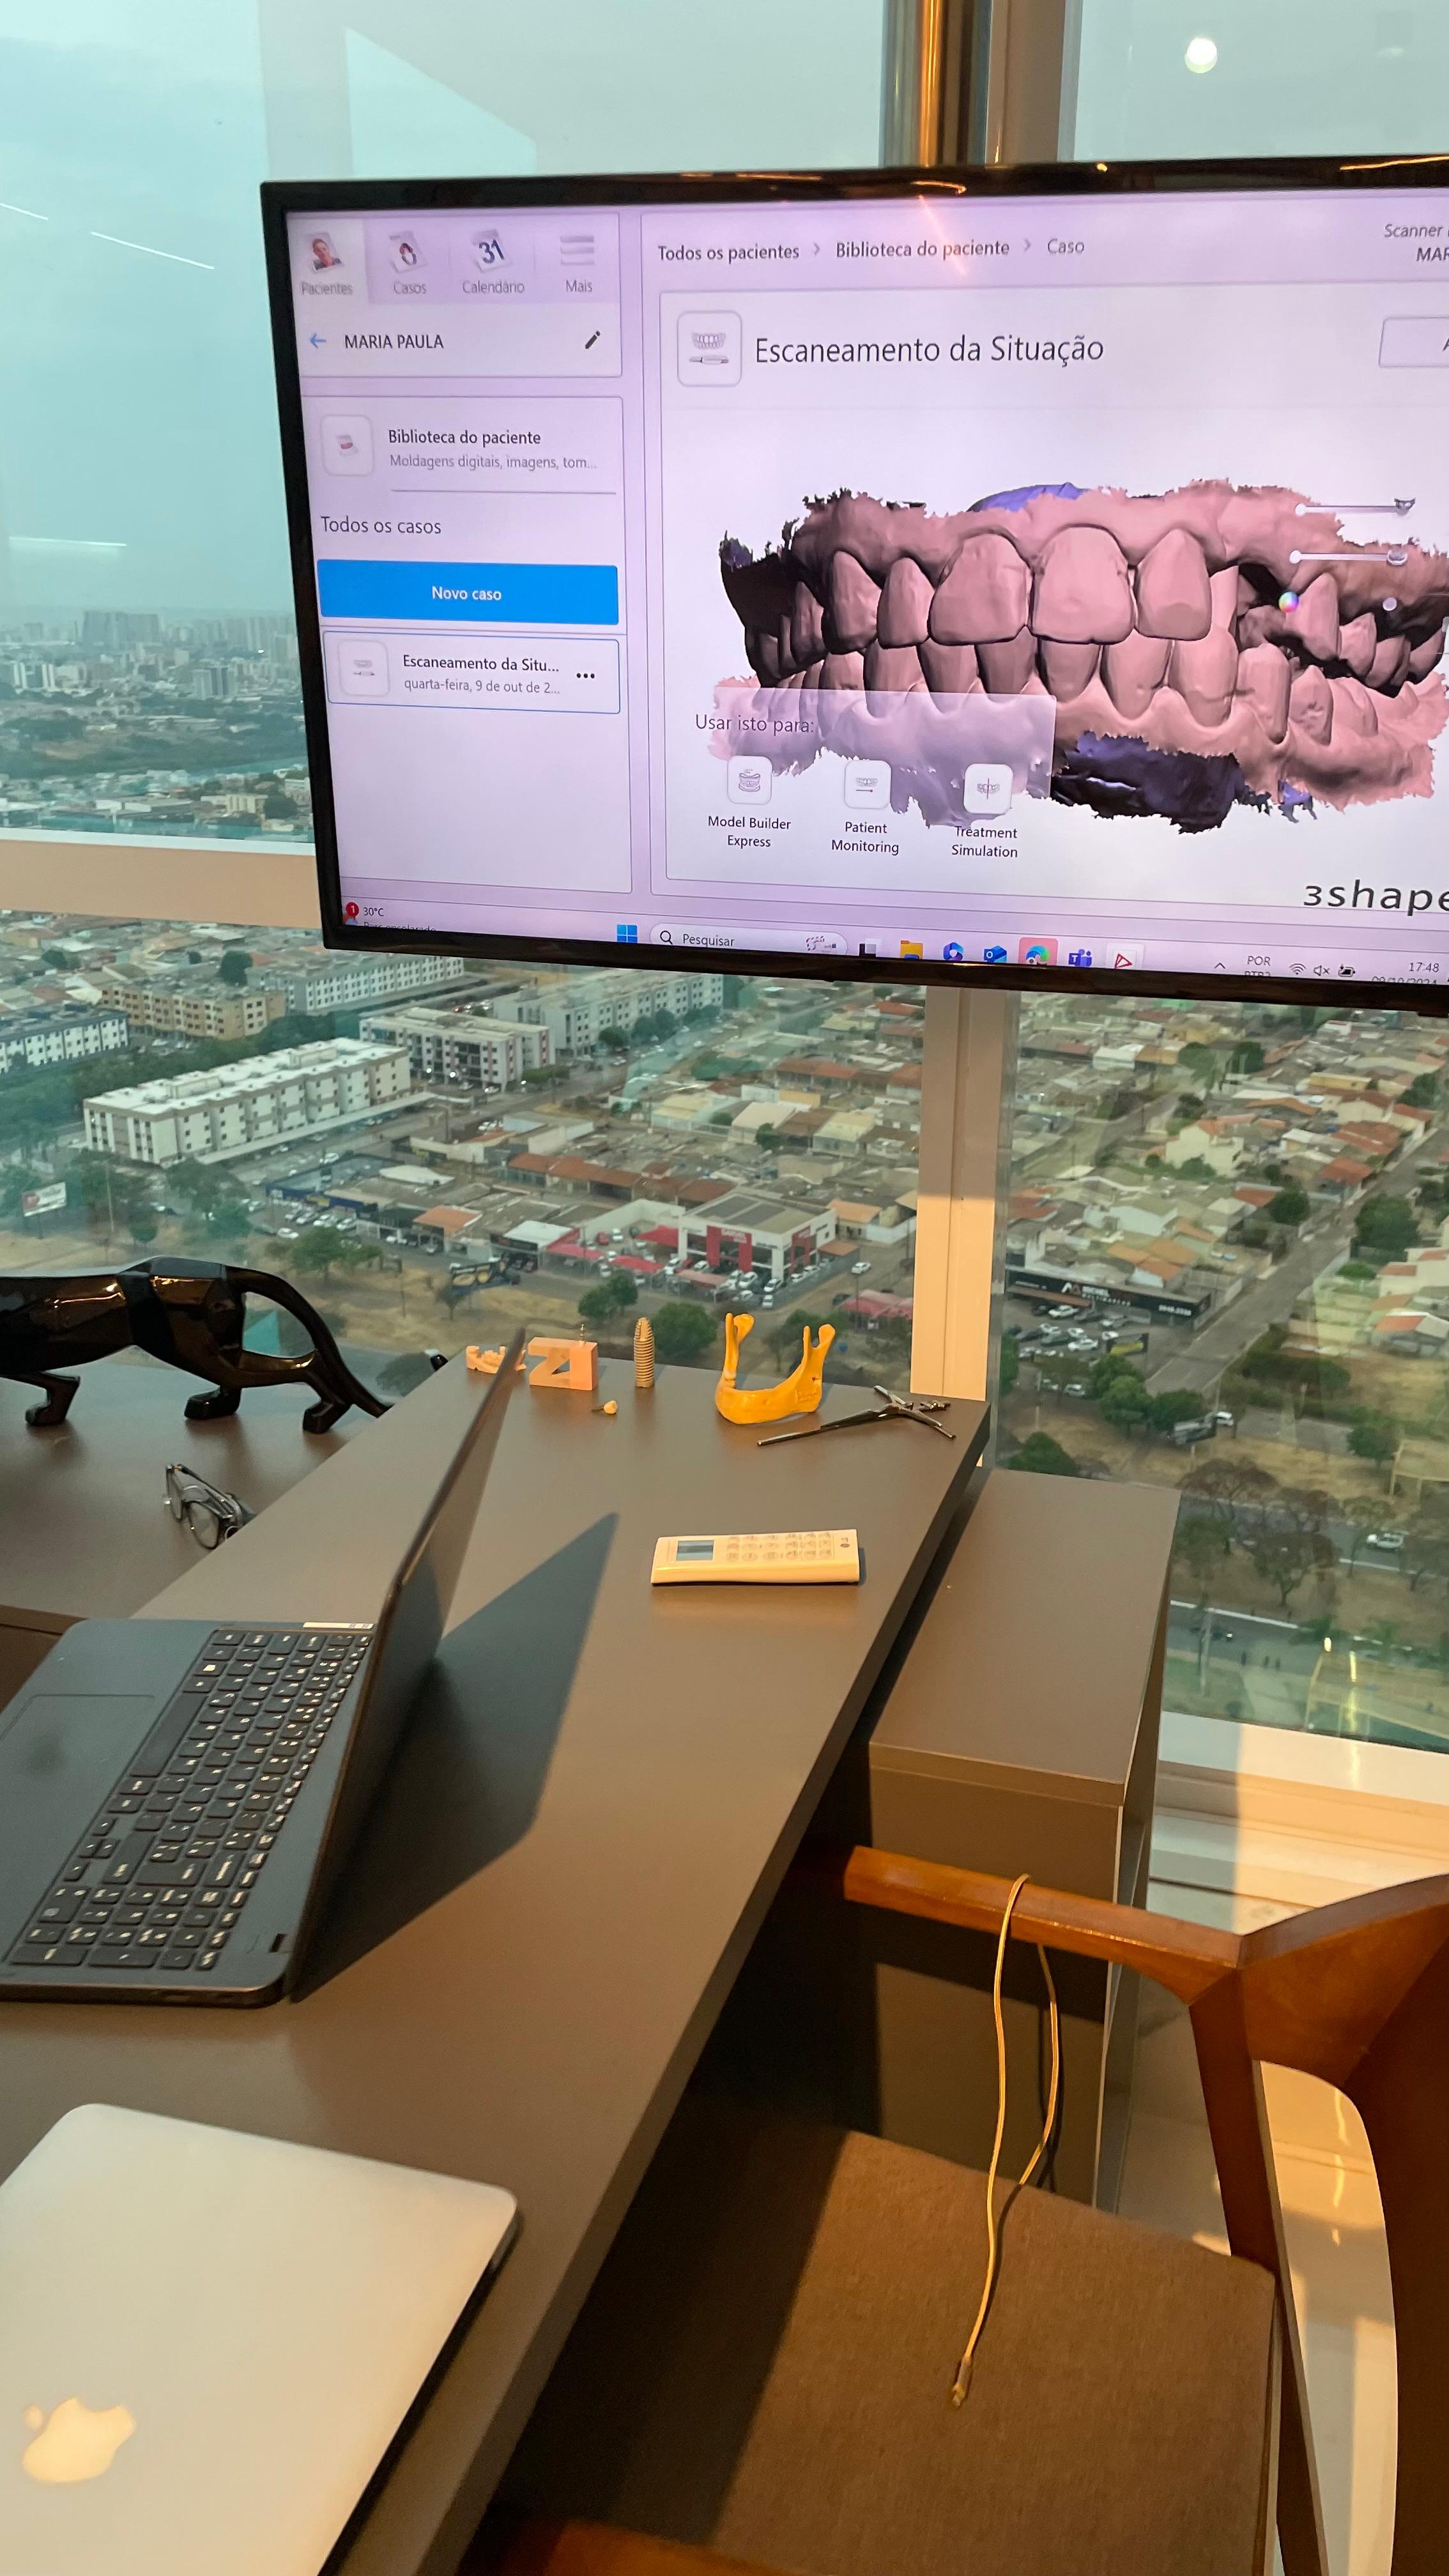 Pacientes
Casos
31
Calendário
Mais
MARIA PAULA
Biblioteca do paciente
Moldagens digitais, imagens, tom...
Todos os casos
Novo caso
Escaneamento da Situ...
quarta-feira, 9 de out de 2...
Todos os pacientes > Biblioteca do paciente > Caso
Scanner
MAR
Escaneamento da Situação
Usar isto para:
Model Builder
Express
Patient
Monitoring
Treatment
Simulation
3shape
1
30°C
Pesquisar
POR
17:48